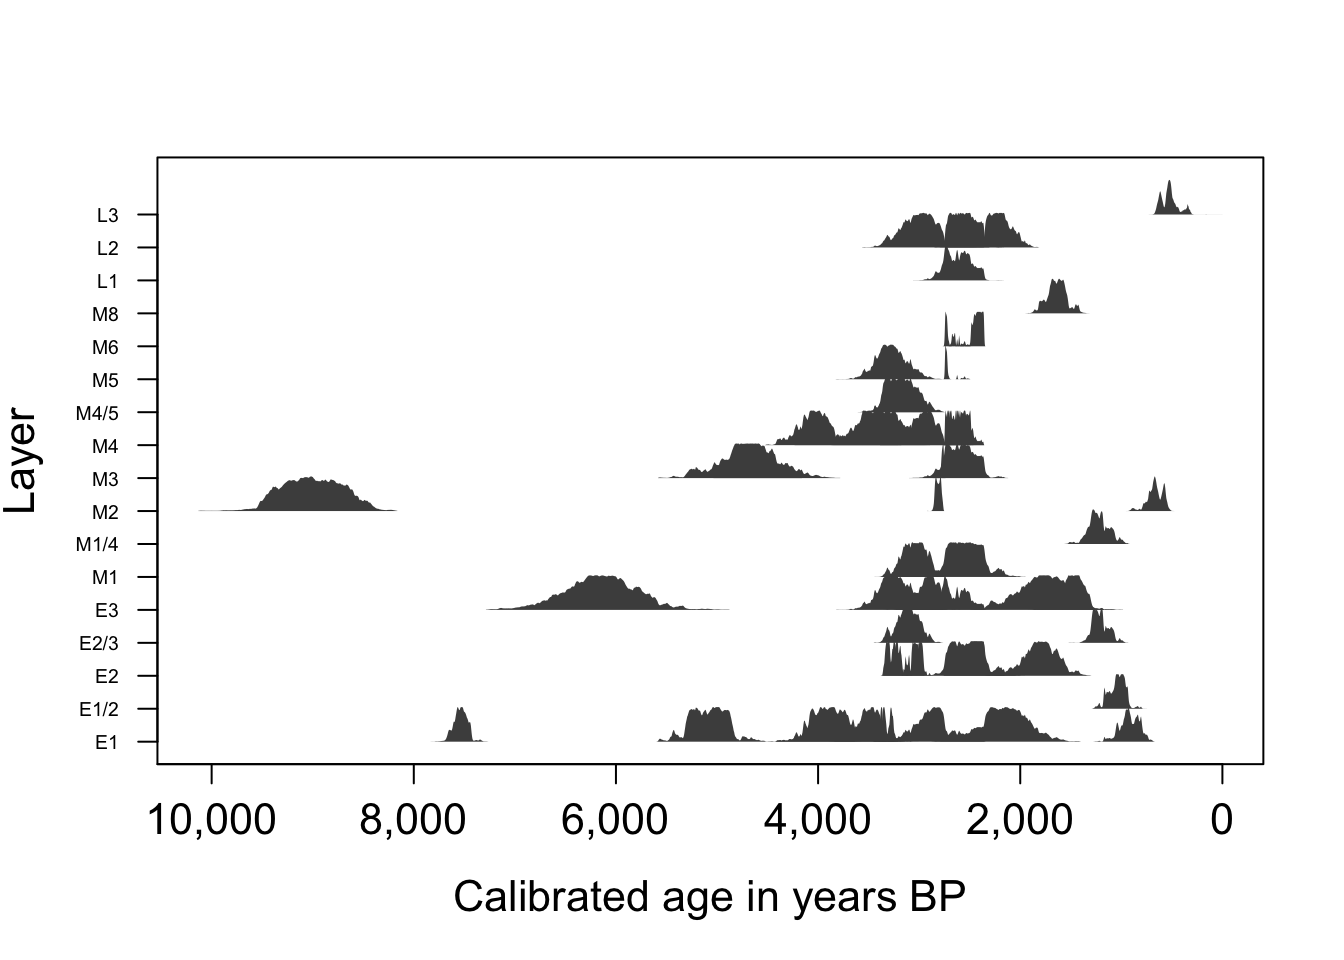 L3
L2
L1
M8
M6
M5
M4/5
M4
M3
M2
M1/4
M1
E3
E2/3
E2
E1/2
E1
Layer
10,000 8,000 6,000 4,000 2,000 0
Calibrated age in years BP